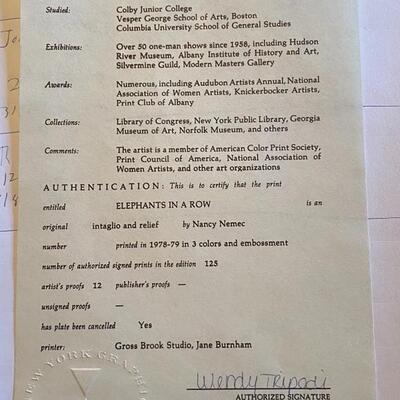 Studied: Colby Junior College
Vesper George School of Arts, Boston
Columbia University School of General Studies
Exhibitions: Over 50 one-man shows since 1958, including Hudson
River Museum, Albany Institute of History and Art,
Silvermine Guild, Modern Masters Gallery
Awards: Numerous, including Audubon Artists Annual, National
Association of Women Artists, Knickerbocker Artists,
Print Club of Albany
Collections: Library of Congress, New York Public Library, Georgia
Museum of Art, Norfolk Museum, and others
Comments: The artist is a member of American Color Print Society,
Print Council of America, National Association of
Women Artists, and other art organizations
AUTHENTICATION: This is to certify that the print
entitled ELEPHANTS IN A ROW is an
original intaglio and relief by Nancy Nemec
number printed in 1978-79 in 3 colors and embossment
number of authorized signed prints in the edition 125
artist's proofs 12 publisher's proofs —
unsigned proofs —
has plate been cancelled Yes
printer: Gross Brook Studio, Jane Burnham
Wendy Tripodi
AUTHORIZED SIGNATURE
NEW YORK GRAPHI